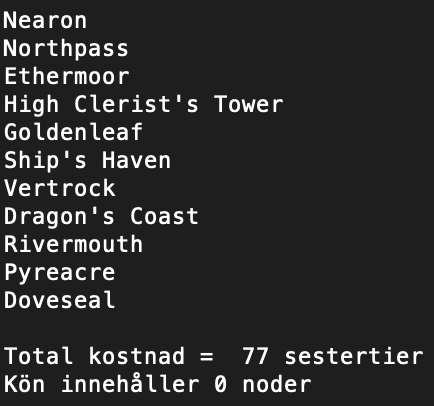 Nearon
Northpass
Ethermoor
High Clerist's Tower
Goldenleaf
Ship's Haven
Vertrock
Dragon's Coast
Rivermouth
Pyreacre
Doveseal
Total kostnad =  77 sestertier
Kön innehåller 0 noder